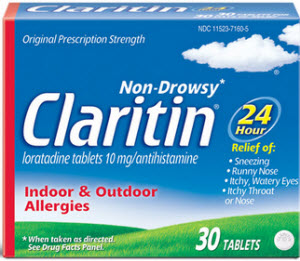 Original Prescription Strength
NDC 11523-7160-5
Non-Drowsy*
Claritin®
24
Hour
loratadine tablets 10 mg/antihistamine
Relief of:
• Sneezing
• Runny Nose
• Itchy, Watery Eyes
• Itchy Throat
or Nose
Indoor & Outdoor
Allergies
*When taken as directed.
See Drug Facts Panel.
30 TABLETS